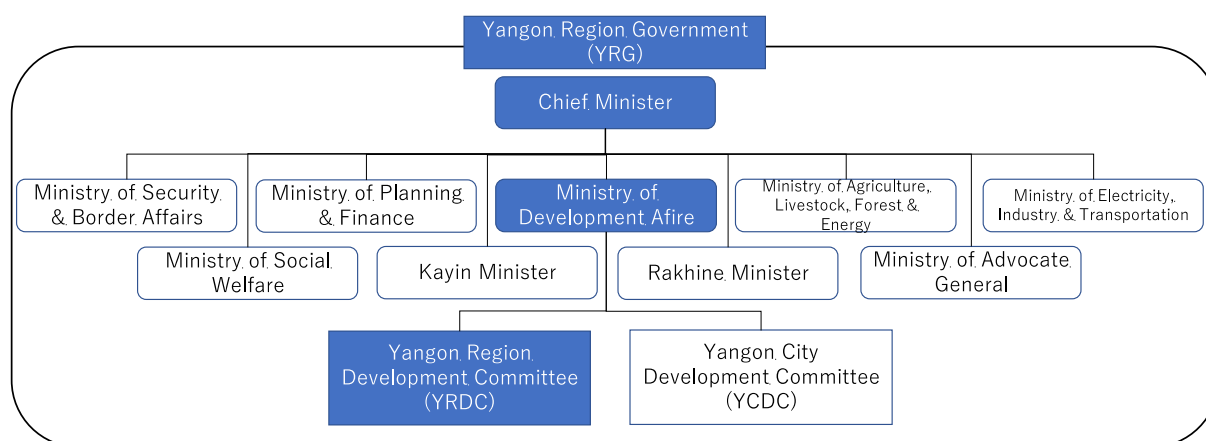 Yangon Region Government
(YRG)
Chief Minister
Ministry of Security
& Border Affairs
Ministry of Planning
& Finance
Ministry of
Development Afire
Ministry of Agriculture,
Livestock, Forest &
Energy
Ministry of Electricity,
Industry & Transportation
Ministry of Social
Welfare
Kayin Minister
Rakhine Minister
Ministry of Advocate
General
Yangon Region
Development Committee
(YRDC)
Yangon City
Development Committee
(YCDC)